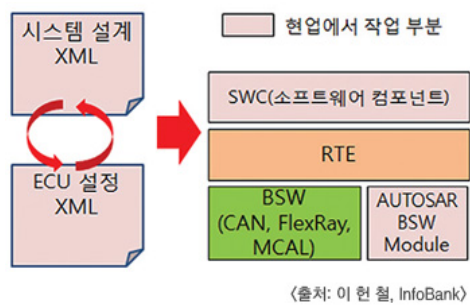 시스템 설계
XML
ECU 설정
XML
현업에서 작업 부분
SWC(소프트웨어 컴포넌트)
RTE
BSW
(CAN, FlexRay,
MCAL)
AUTOSAR
BSW
Module
〈출처: 이 헌 철, InfoBank〉